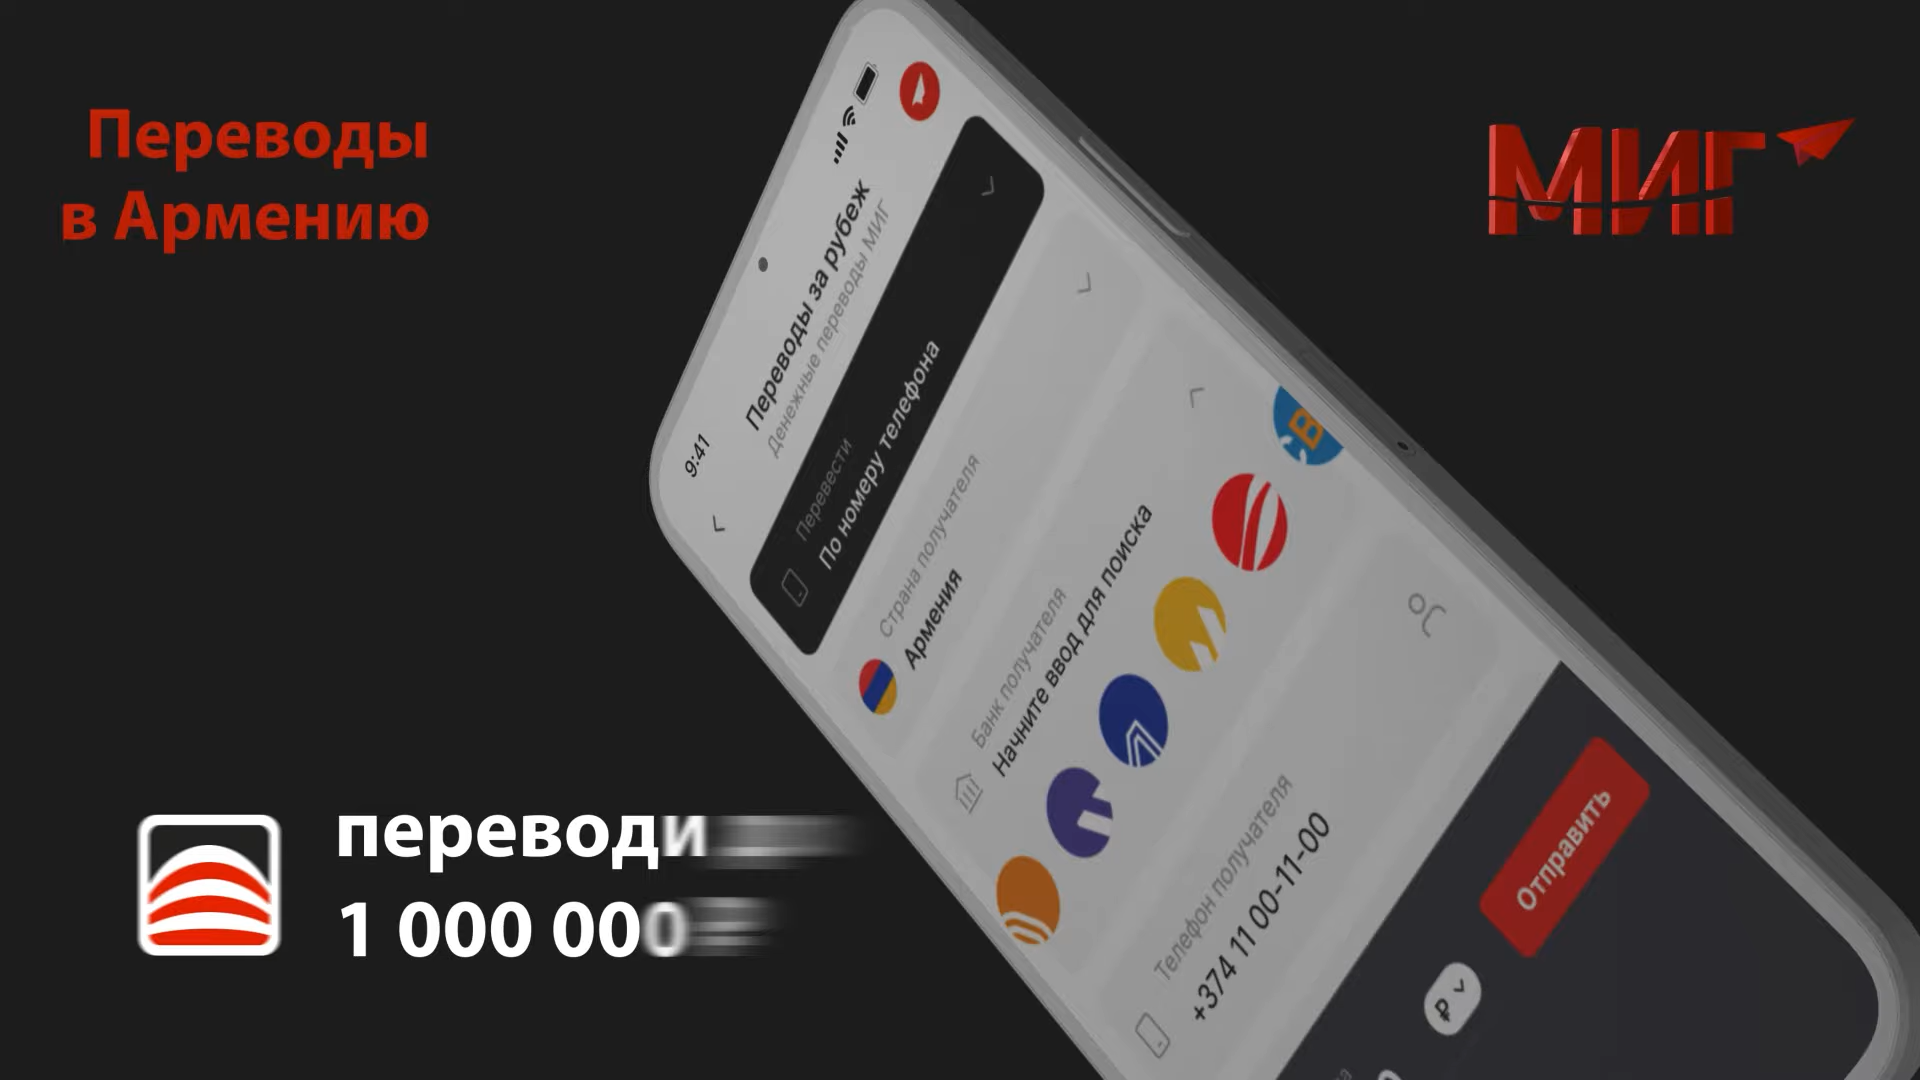 Переводы
в Армению
МИГ
9:41
Переводы за рубеж
Денежные переводы МИГ
Перевести
По номеру телефона
Страна получателя
Армения
Банк получателя
Начните ввод для поиска
B
Телефон получателя
+374 11 00-11-00
₽
Отправить
переводи
1 000 000